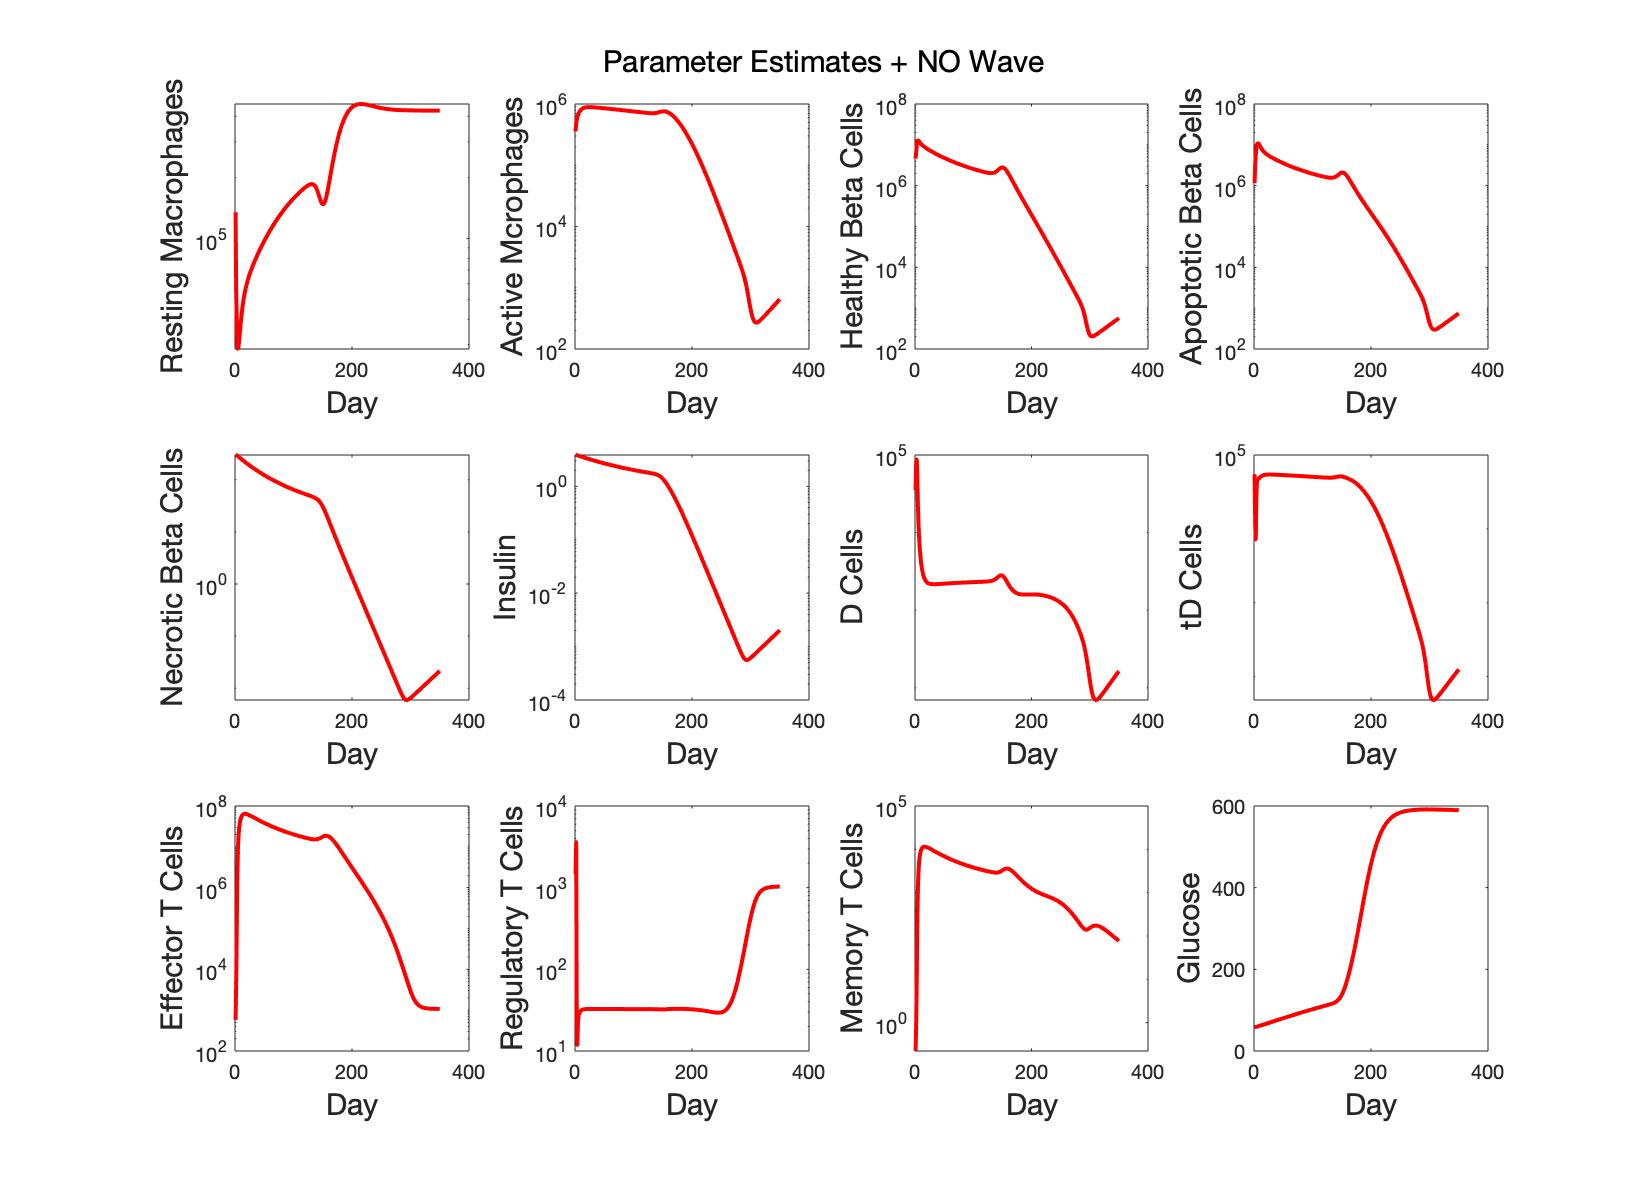 Parameter Estimates + NO Wave
Resting Macrophages
10^5
0 200 400
Day
Active Mcrophages
10^6
10^4
10^2
0 200 400
Day
Healthy Beta Cells
10^8
10^6
10^4
10^2
0 200 400
Day
Apoptotic Beta Cells
10^8
10^6
10^4
10^2
0 200 400
Day
Necrotic Beta Cells
10^0
0 200 400
Day
Insulin
10^0
10^-2
10^-4
0 200 400
Day
D Cells
10^5
0 200 400
Day
tD Cells
10^5
0 200 400
Day
Effector T Cells
10^8
10^6
10^4
10^2
0 200 400
Day
Regulatory T Cells
10^4
10^3
10^2
10^1
0 200 400
Day
Memory T Cells
10^5
10^0
0 200 400
Day
Glucose
600
400
200
0
0 200 400
Day